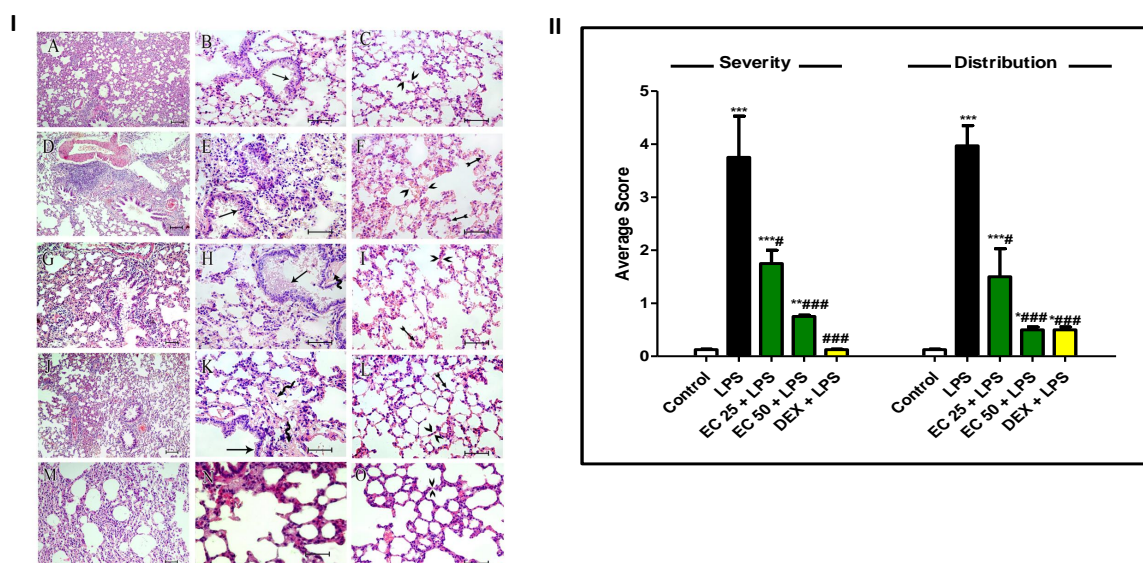 I
A
B
C
D
E
F
G
H
I
J
K
L
M
N
O
II
Severity
Distribution
Average Score
5
4
3
2
1
0
***
***#
**###
###
***
***#
*###
*###
Control
LPS
EC 25 + LPS
EC 50 + LPS
DEX + LPS
Control
LPS
EC 25 + LPS
EC 50 + LPS
DEX + LPS